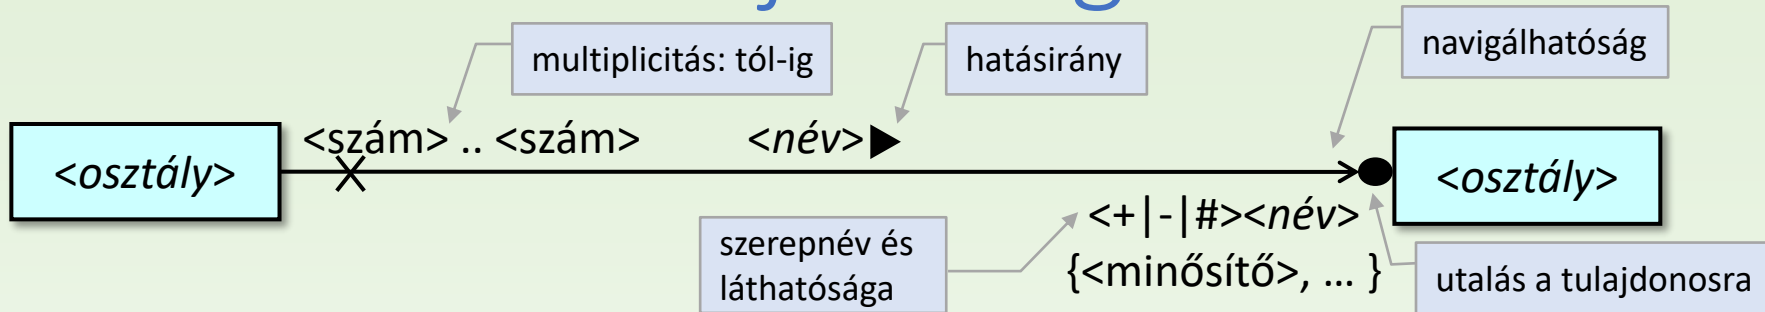 multiplicitás: tól-ig
hatásirány
navigálhatóság
<szám> .. <szám>
<név>
<osztály>
<osztály>
<+|-|#><név>
szerepnév és
láthatósága
{<minősítő>, ... }
utalás a tulajdonosra